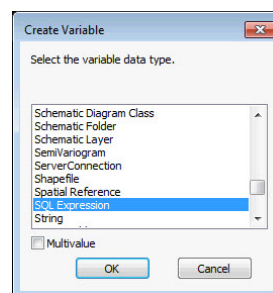 Create Variable
Select the variable data type.
Schematic Diagram Class
Schematic Folder
Schematic Layer
SemiVariogram
ServerConnection
Shapefile
Spatial Reference
SQL Expression
String
Multivalue
OK
Cancel